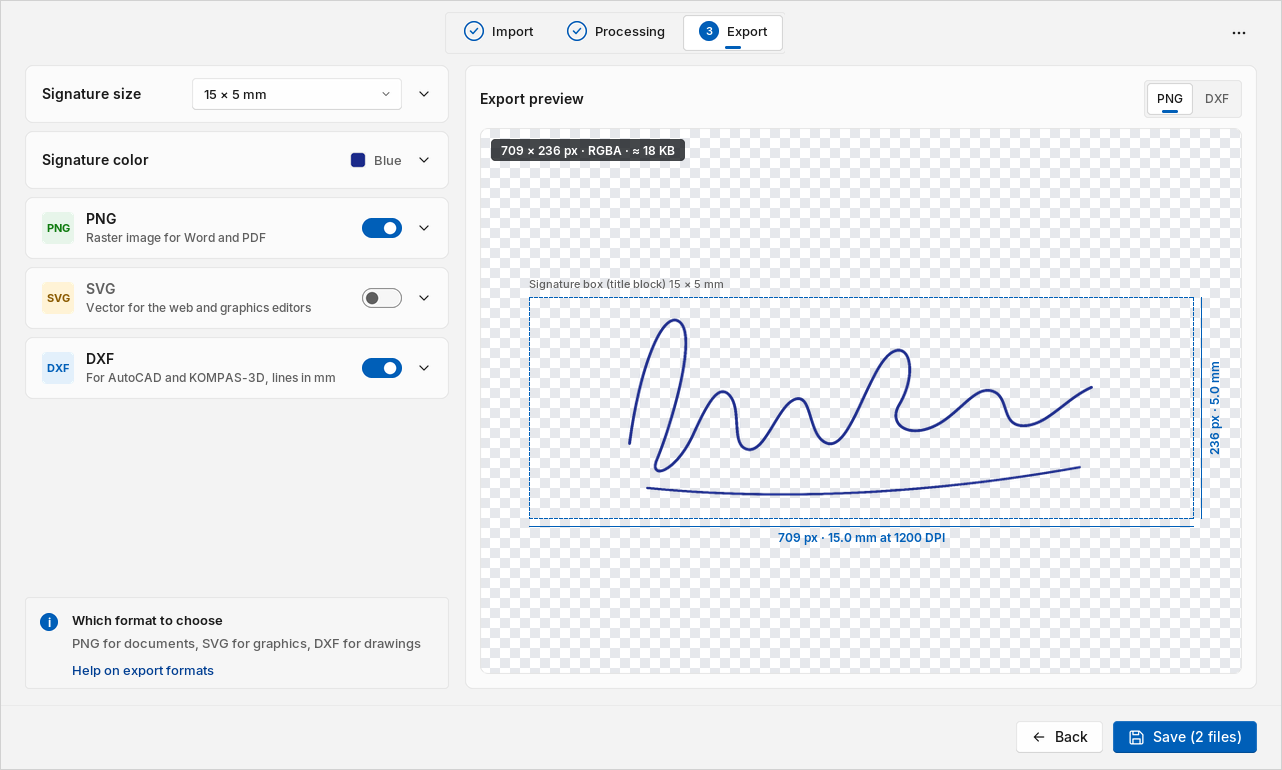 Import
Processing
3 Export
...
Signature size
15 × 5 mm
Signature color
Blue
PNG
PNG
Raster image for Word and PDF
SVG
SVG
Vector for the web and graphics editors
DXF
DXF
For AutoCAD and KOMPAS-3D, lines in mm
i
Which format to choose
PNG for documents, SVG for graphics, DXF for drawings
Help on export formats
Export preview
PNG
DXF
709 × 236 px · RGBA · ≈ 18 KB
Signature box (title block) 15 × 5 mm
236 px · 5.0 mm
709 px · 15.0 mm at 1200 DPI
Back
Save (2 files)